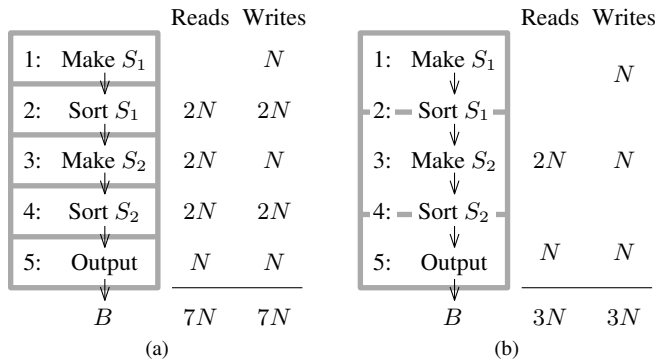 Reads Writes Reads Writes
1: Make S₁ N 1: Make S₁ N
2: Sort S₁ 2N 2N 2: Sort S₁
3: Make S₂ 2N N 3: Make S₂ 2N N
4: Sort S₂ 2N 2N 4: Sort S₂
5: Output N N 5: Output N N
B 7N 7N B 3N 3N
(a) (b)